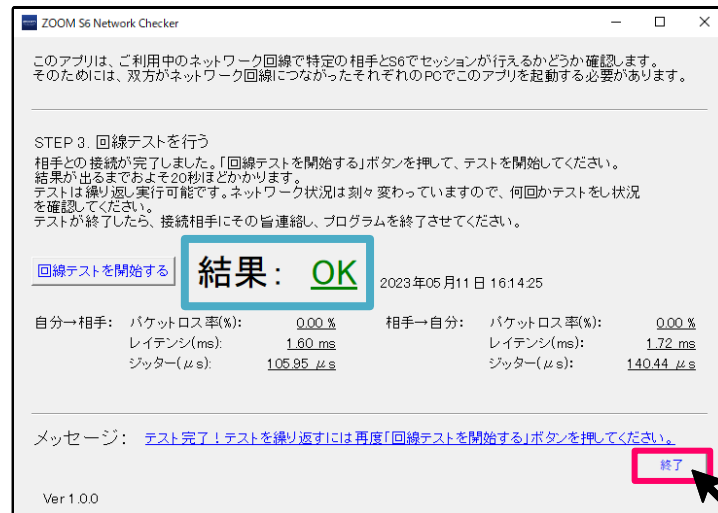 ZOOM S6 Network Checker
このアプリは、ご利用中のネットワーク回線で特定の相手とS6でセッションが行えるかどうか確認します。
そのためには、双方がネットワーク回線につながったそれぞれのPCでこのアプリを起動する必要があります。
STEP 3. 回線テストを行う
相手との接続が完了しました。「回線テストを開始する」ボタンを押して、テストを開始してください。
結果が出るまでおよそ20秒ほどかかります。
テストは繰り返し実行可能です。ネットワーク状況は刻々変わっていますので、何回かテストをし状況
を確認してください。
テストが終了したら、接続相手にその旨連絡し、プログラムを終了させてください。
回線テストを開始する 結果: OK 2023年05月11日 16:14:25
自分→相手: パケットロス率(%): 0.00 % 相手→自分: パケットロス率(%): 0.00 %
レイテンシ(ms): 1.60 ms レイテンシ(ms): 1.72 ms
ジッター(μs): 105.95 μs ジッター(μs): 140.44 μs
メッセージ: テスト完了！テストを繰り返すには再度「回線テストを開始する」ボタンを押してください。
終了
Ver 1.0.0